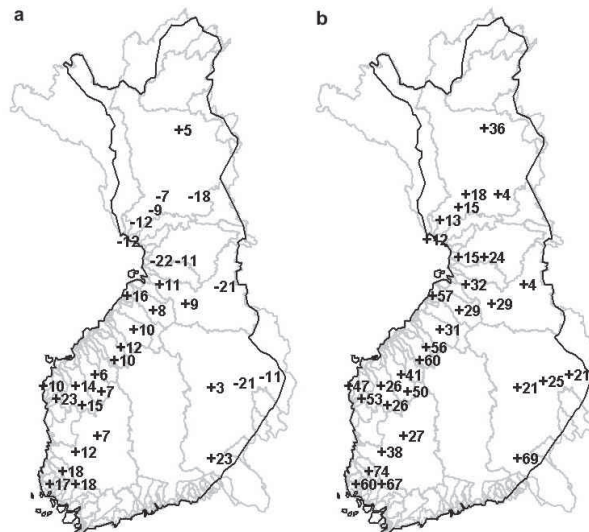 a b
+5 +36
-7 -18 +18 +4
-9 +15
-12 +13
-12 +12
-22 -11 +15 +24
+11 -21 +32 +4
+16 +57
+9 +29
+8 +29
+10 +31
+12 +56
+10 +60
+6 -11 +41 +21
+10 +14 +3 -21 +47 +26 +21 +25
+7 +50
+23 +53
+15 +26
+7 +27
+12 +38
+23 +69
+18 +74
+17 +18 +60 +67